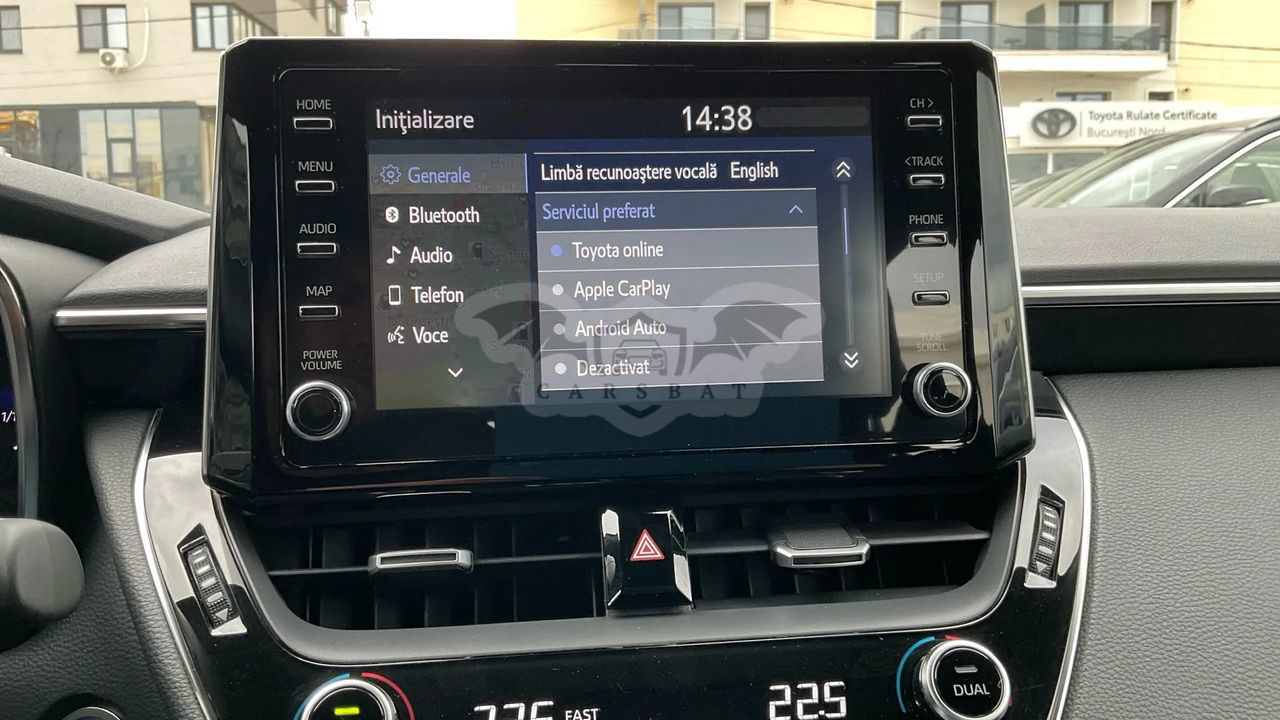 Toyota Rulate Certificate
București Nord
HOME
MENU
AUDIO
MAP
POWER
VOLUME
Iniţializare
14:38
Generale
Bluetooth
Audio
Telefon
Voce
Limbă recunoaştere vocală English
Serviciul preferat
Toyota online
Apple CarPlay
Android Auto
Dezactivat
CARSBAT
CH >
< TRACK
PHONE
SETUP
TUNE
SCROLL
FAST
22.5
DUAL